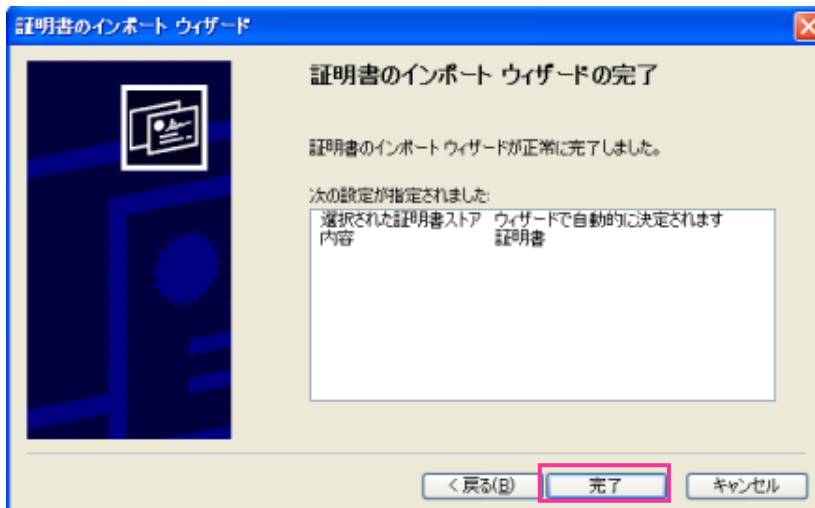 証明書のインポート ウィザード
証明書のインポート ウィザードの完了
証明書のインポート ウィザードが正常に完了しました。
次の設定が指定されました:
選択された証明書ストア ウィザードで自動的に決定されます
内容 証明書
< 戻る(B) 完了 キャンセル